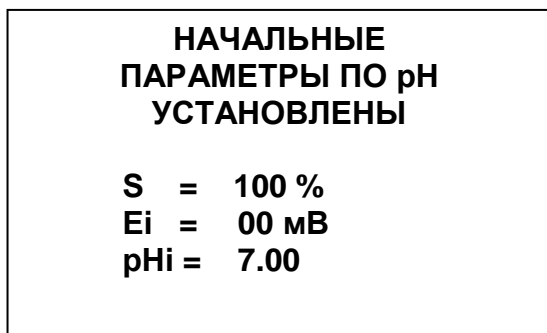 НАЧАЛЬНЫЕ
ПАРАМЕТРЫ ПО pH
УСТАНОВЛЕНЫ
S = 100 %
Ei = 00 мВ
pHi = 7.00